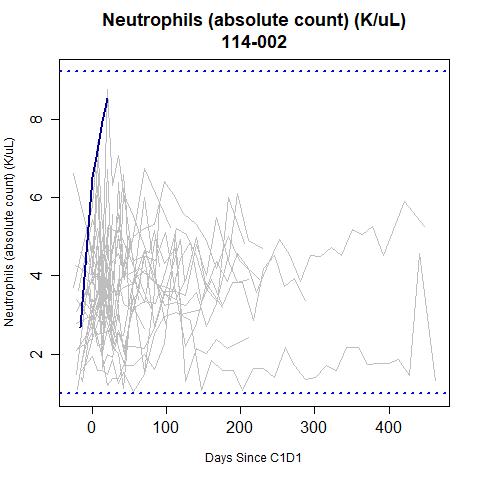 Neutrophils (absolute count) (K/uL)
114-002
Neutrophils (absolute count) (K/uL)
8
6
4
2
0 100 200 300 400
Days Since C1D1